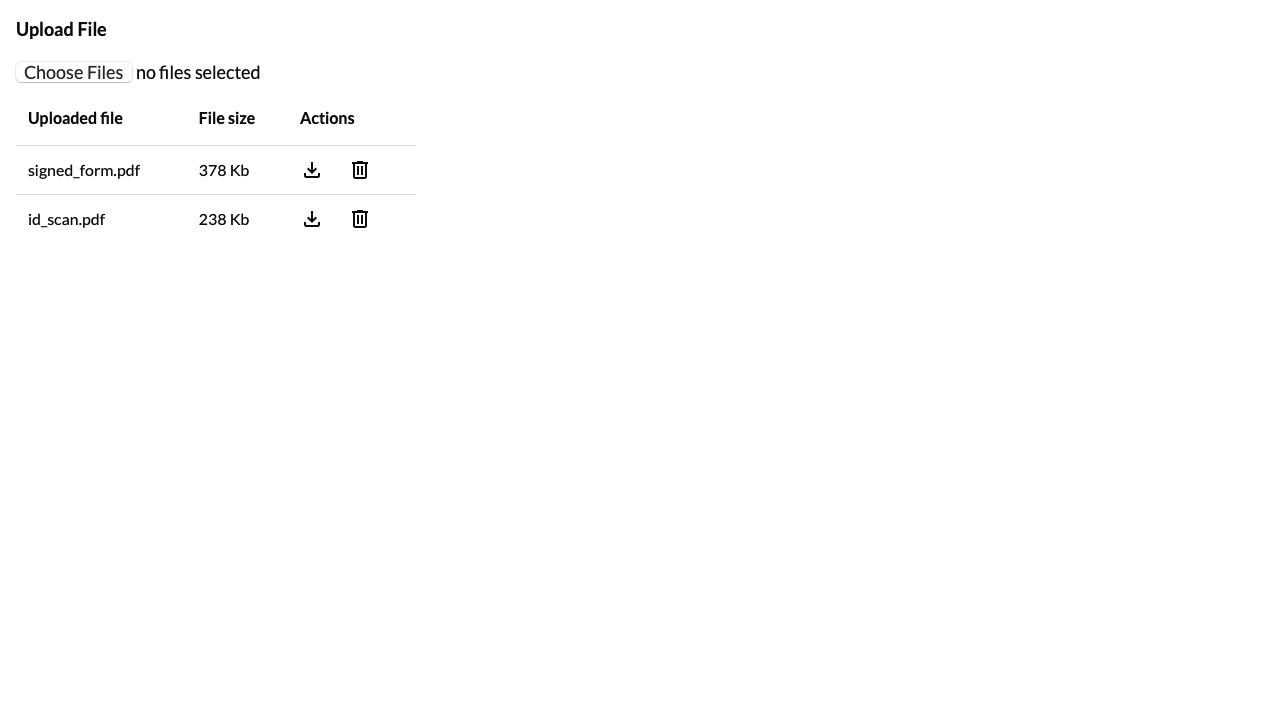 Upload File
Choose Files no files selected
Uploaded file File size Actions
signed_form.pdf 378 Kb
id_scan.pdf 238 Kb